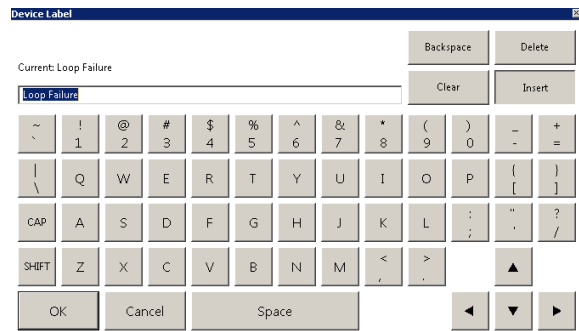 Device Label
Backspace Delete
Current: Loop Failure
Clear Insert
Loop Failure
~ ! @ # $ % ^ & * ( ) _ +
` 1 2 3 4 5 6 7 8 9 0 - =
| Q W E R T Y U I O P { }
\ [ ]
CAP A S D F G H J K L : " ?
; ' /
SHIFT Z X C V B N M < >
, .
OK Cancel Space